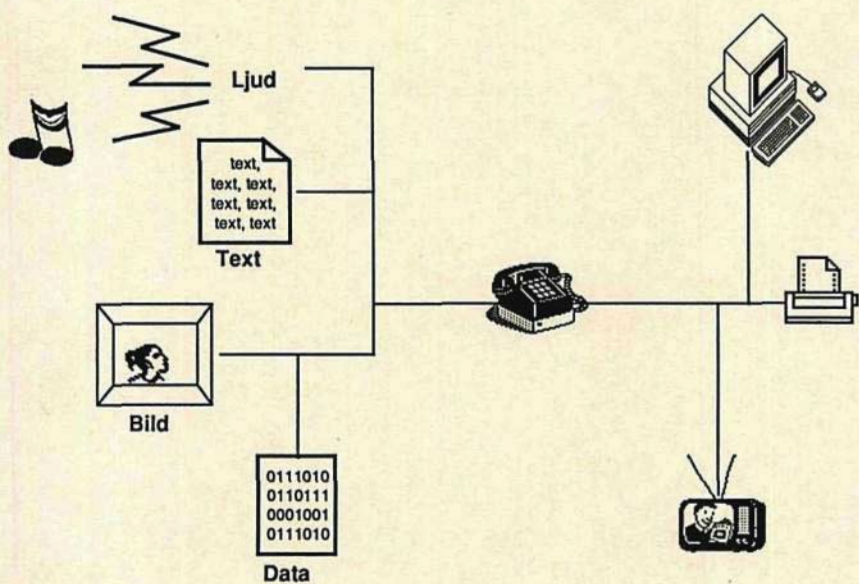 Ljud
text,
text, text,
text, text,
text, text
Text
Bild
0111010
0110111
0001001
0111010
Data